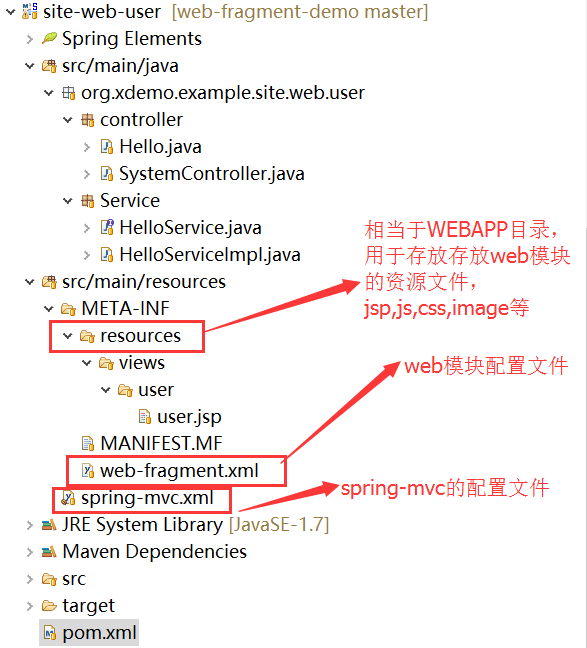 site-web-user [web-fragment-demo master]
Spring Elements
src/main/java
org.xdemo.example.site.web.user
controller
Hello.java
SystemController.java
Service
HelloService.java
HelloServiceImpl.java
src/main/resources
META-INF
resources
views
user
user.jsp
MANIFEST.MF
web-fragment.xml
spring-mvc.xml
JRE System Library [JavaSE-1.7]
Maven Dependencies
src
target
pom.xml
相当于WEBAPP目录，
用于存放存放web模块
的资源文件，
jsp,js,css,image等
web模块配置文件
spring-mvc的配置文件